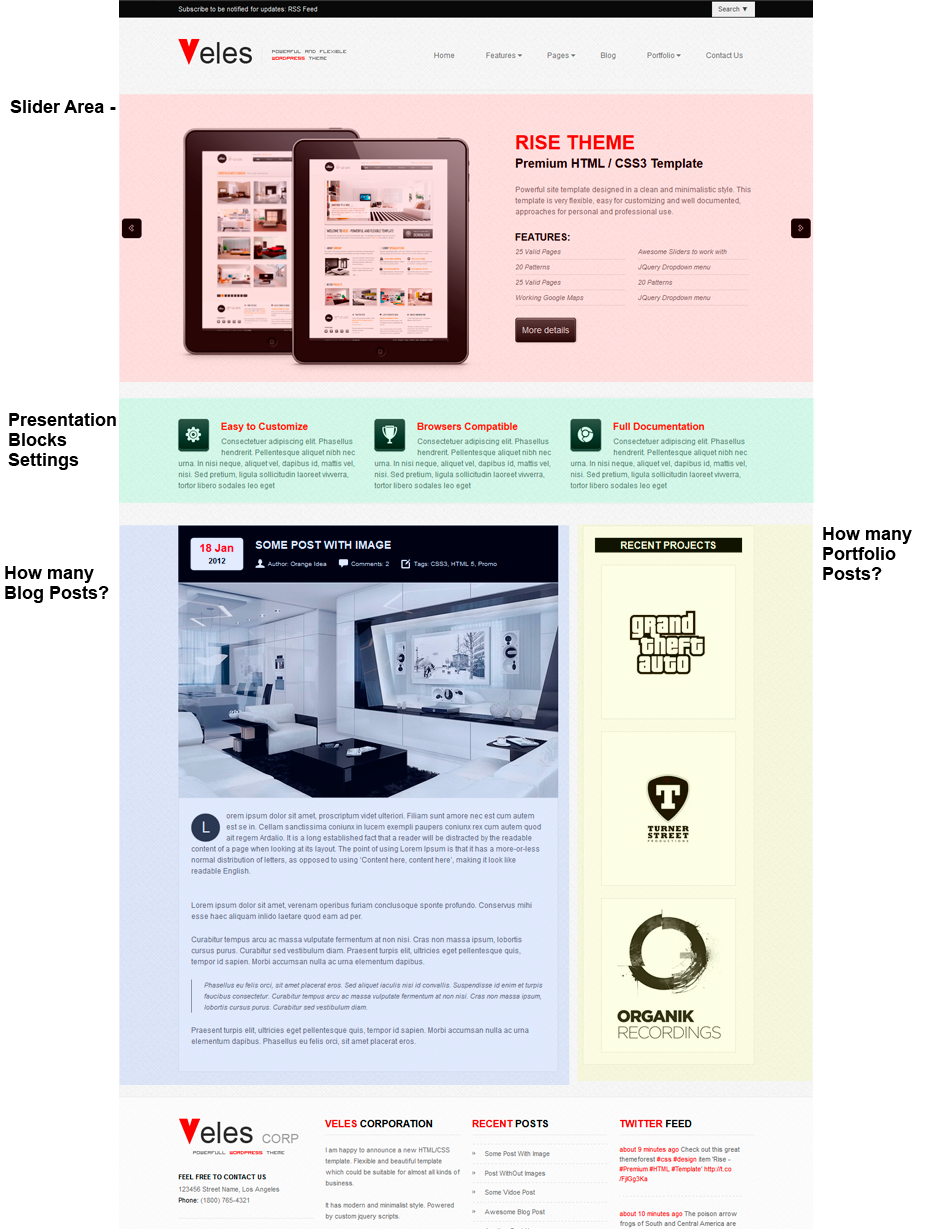 Subscribe to be notified for updates: RSS Feed
Search ▼
Veles
POWERFUL AND FLEXIBLE
WORDPRESS THEME
Home Features Pages Blog Portfolio Contact Us
Slider Area -
RISE THEME
Premium HTML / CSS3 Template
Powerful site template designed in a clean and minimalistic style. This
template is very flexible, easy for customizing and well documented,
approaches for personal and professional use.
FEATURES:
25 Valid Pages Awesome Sliders to work with
20 Patterns JQuery Dropdown menu
25 Valid Pages 20 Patterns
Working Google Maps JQuery Dropdown menu
More details
Presentation
Blocks
Settings
Easy to Customize
Consectetuer adipiscing elit. Phasellus
hendrerit. Pellentesque aliquet nibh nec
urna. In nisi neque, aliquet vel, dapibus id, mattis vel,
nisi. Sed pretium, ligula sollicitudin laoreet viverra,
tortor libero sodales leo eget
Browsers Compatible
Consectetuer adipiscing elit. Phasellus
hendrerit. Pellentesque aliquet nibh nec
urna. In nisi neque, aliquet vel, dapibus id, mattis vel,
nisi. Sed pretium, ligula sollicitudin laoreet viverra,
tortor libero sodales leo eget
Full Documentation
Consectetuer adipiscing elit. Phasellus
hendrerit. Pellentesque aliquet nibh nec
urna. In nisi neque, aliquet vel, dapibus id, mattis vel,
nisi. Sed pretium, ligula sollicitudin laoreet viverra,
tortor libero sodales leo eget
How many
Blog Posts?
18 Jan
2012
SOME POST WITH IMAGE
Author: Orange Idea Comments: 2 Tags: CSS3, HTML 5, Promo
Lorem ipsum dolor sit amet, proscriptum videt ulteriori. Filiam sunt amore nec est cum autem
est se in. Cellam sanctissima coniunx in lucem exempli paupers coniunx rex cum autem quod
ait regem Ardalio. It is a long established fact that a reader will be distracted by the readable
content of a page when looking at its layout. The point of using Lorem Ipsum is that it has a more-or-less
normal distribution of letters, as opposed to using 'Content here, content here', making it look like
readable English.
Lorem ipsum dolor sit amet, verenam operibus furiam conclusoque sponte profundo. Conservus mihi
esse haec aliquam inlido laetare quod eam ad per.
Curabitur tempus arcu ac massa vulputate fermentum at non nisi. Cras non massa ipsum, lobortis
cursus purus. Curabitur sed vestibulum diam. Praesent turpis elit, ultricies eget pellentesque quis,
tempor id sapien. Morbi accumsan nulla ac urna elementum dapibus.
Phasellus eu felis orci, sit amet placerat eros. Sed aliquet iaculis nisi id convallis. Suspendisse id enim et turpis
faucibus consectetur. Curabitur tempus arcu ac massa vulputate fermentum at non nisi. Cras non massa ipsum,
lobortis cursus purus. Curabitur sed vestibulum diam.
Praesent turpis elit, ultricies eget pellentesque quis, tempor id sapien. Morbi accumsan nulla ac urna
elementum dapibus. Phasellus eu felis orci, sit amet placerat eros.
How many
Portfolio
Posts?
RECENT PROJECTS
grand
theft
auto
T
TURNER
STREET
PRODUCTIONS
ORGANIK
RECORDINGS
Veles CORP
POWERFULL WORDPRESS THEME
FEEL FREE TO CONTACT US
123456 Street Name, Los Angeles
Phone: (1800) 765-4321
VELES CORPORATION
I am happy to announce a new HTML/CSS
template. Flexible and beautiful template
which could be suitable for almost all kinds of
business.
It has modern and minimalist style. Powered
by custom jquery scripts.
RECENT POSTS
» Some Post With Image
» Post WithOut Images
» Some Vidoe Post
» Awesome Blog Post
TWITTER FEED
about 9 minutes ago Check out this great
themeforest #css #design item 'Rise -
#Premium #HTML #Template' http://t.co
/FjlGg3Ka
about 10 minutes ago The poison arrow
frogs of South and Central America are